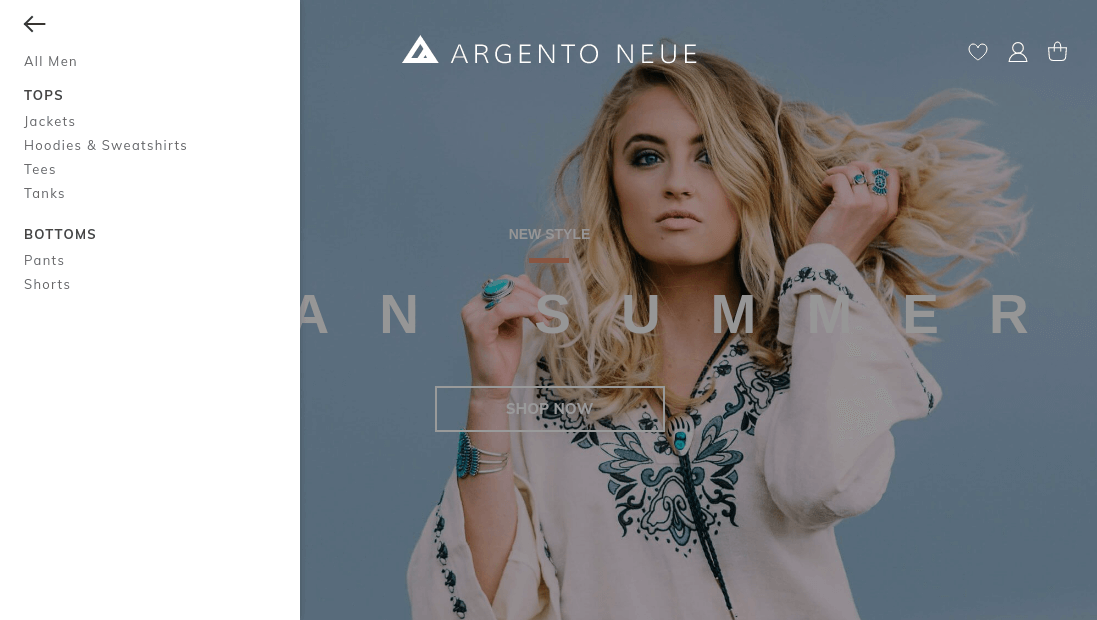 All Men
TOPS
Jackets
Hoodies & Sweatshirts
Tees
Tanks
BOTTOMS
Pants
Shorts
ARGENTO NEUE
NEW STYLE
AN SUMMER
SHOP NOW